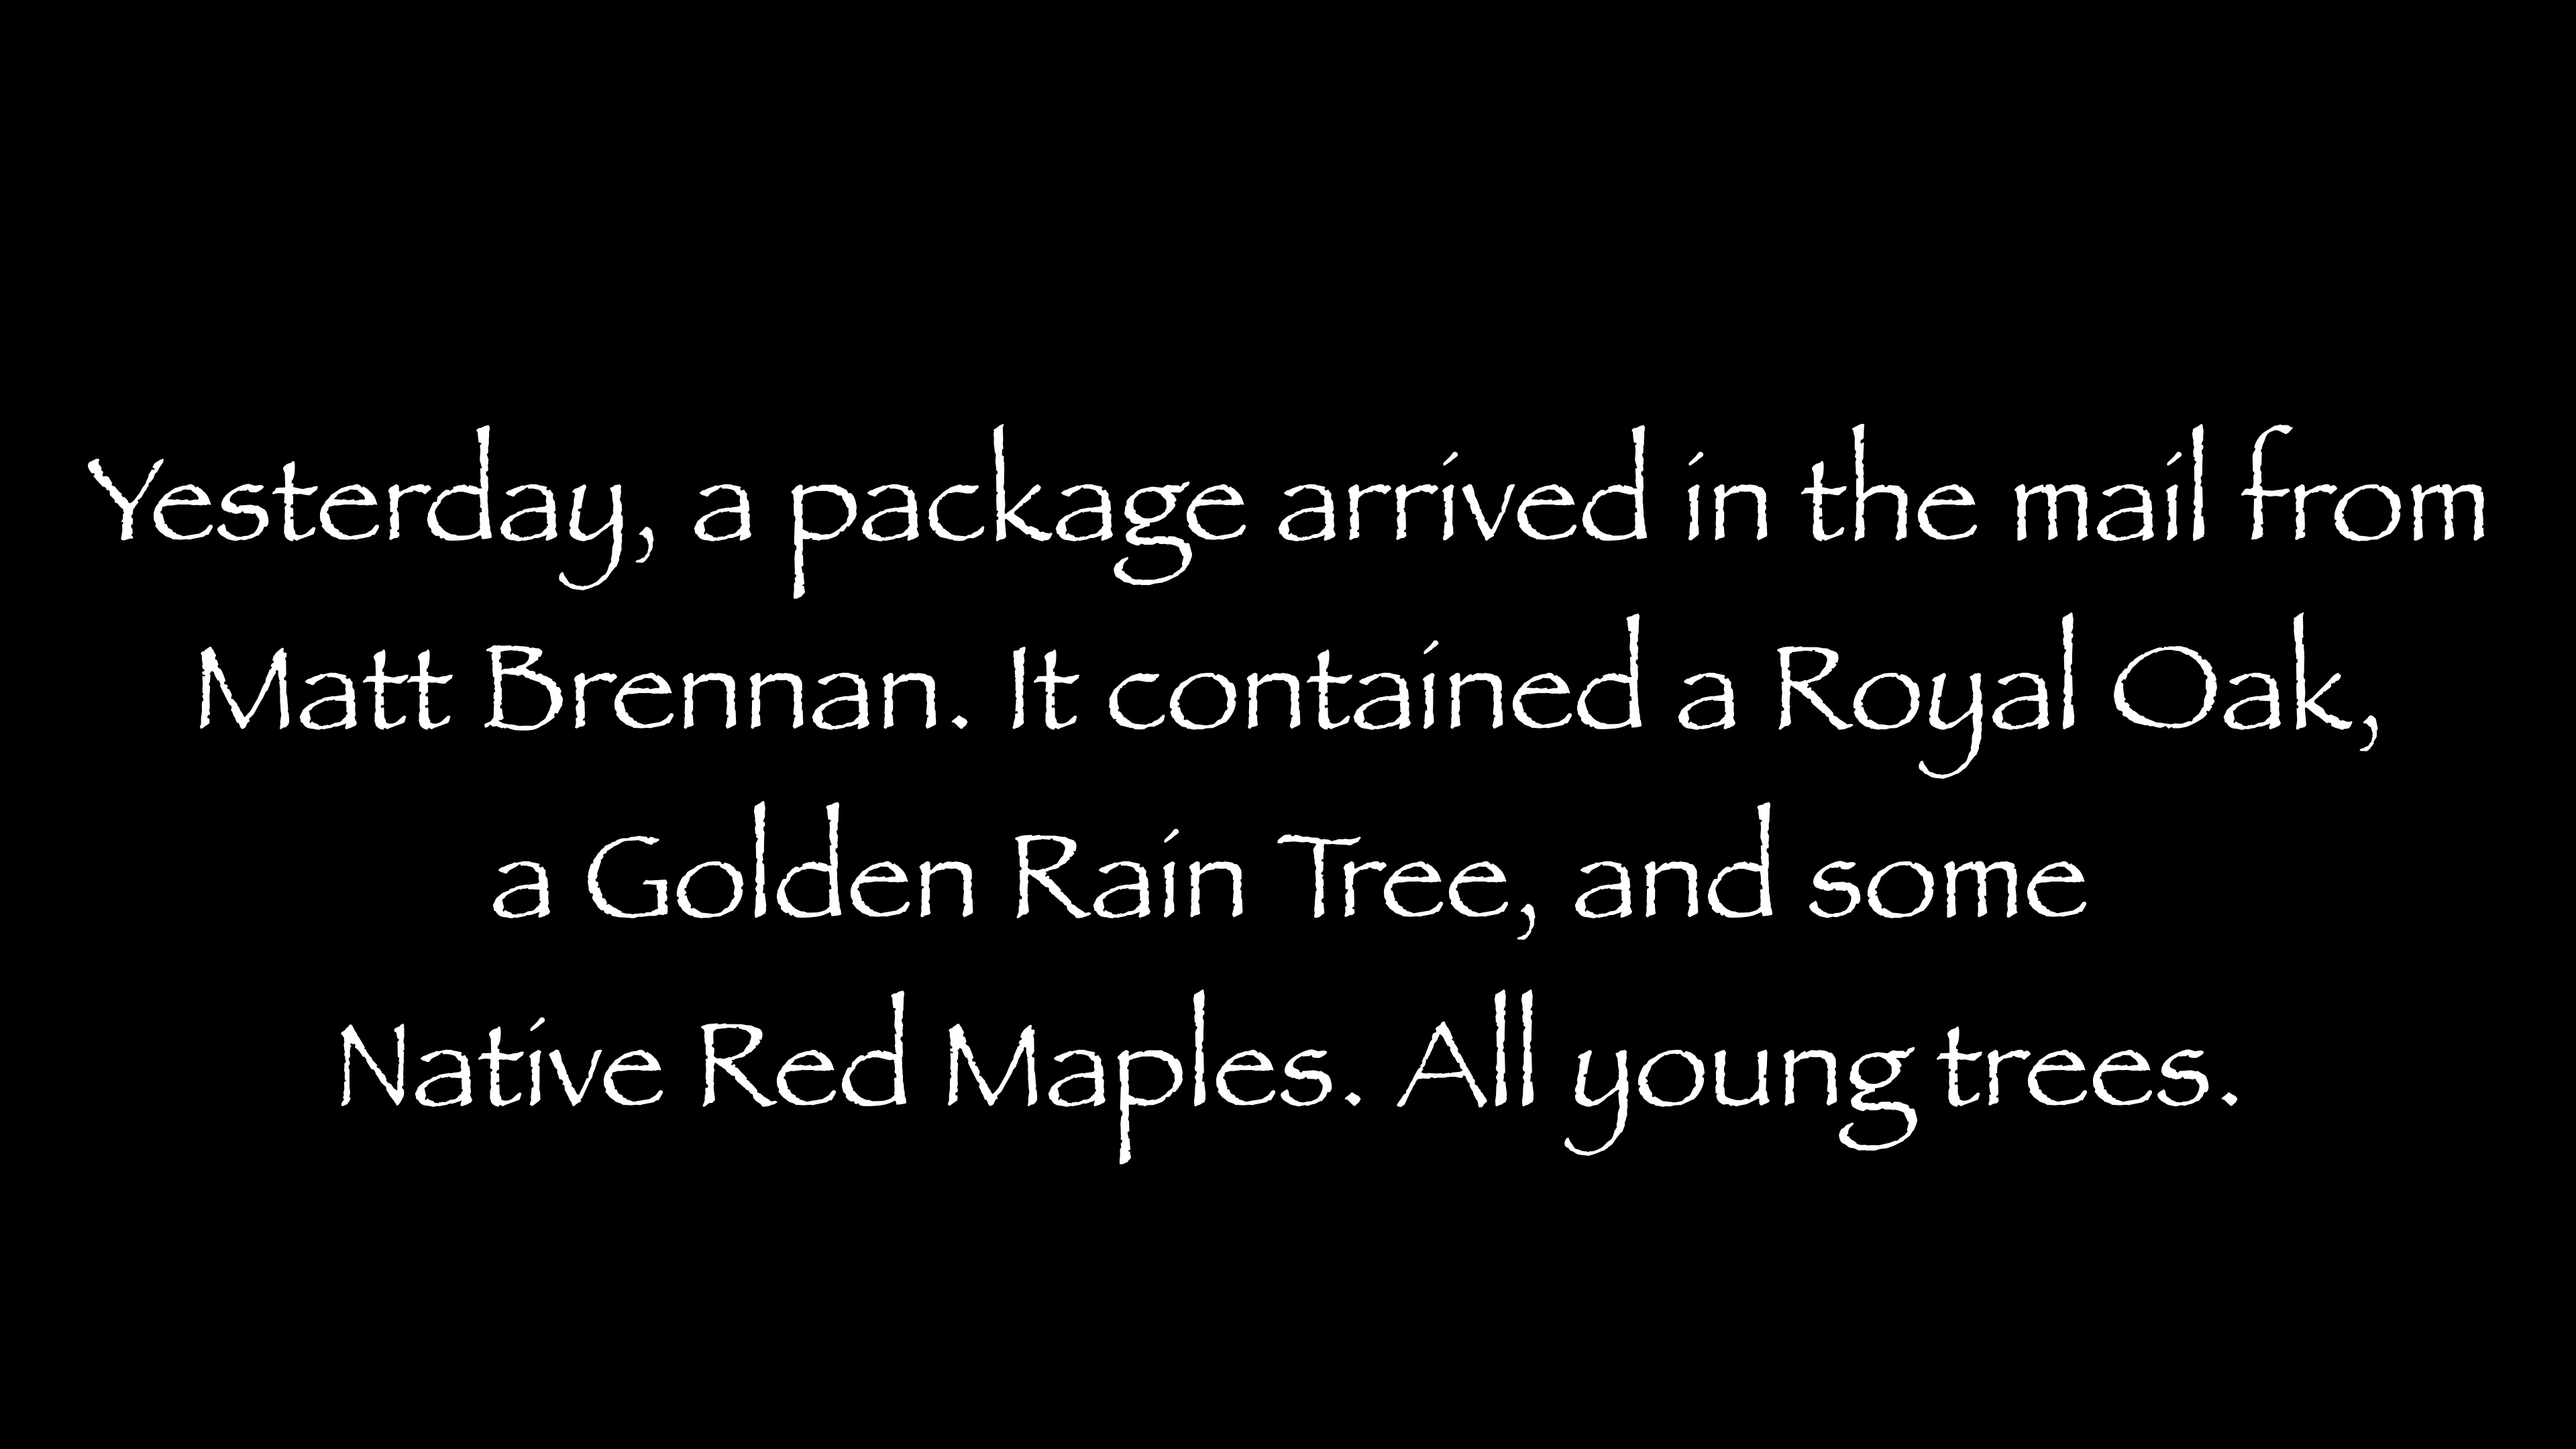 Yesterday, a package arrived in the mail from
Matt Brennan. It contained a Royal Oak,
a Golden Rain Tree, and some
Native Red Maples. All young trees.